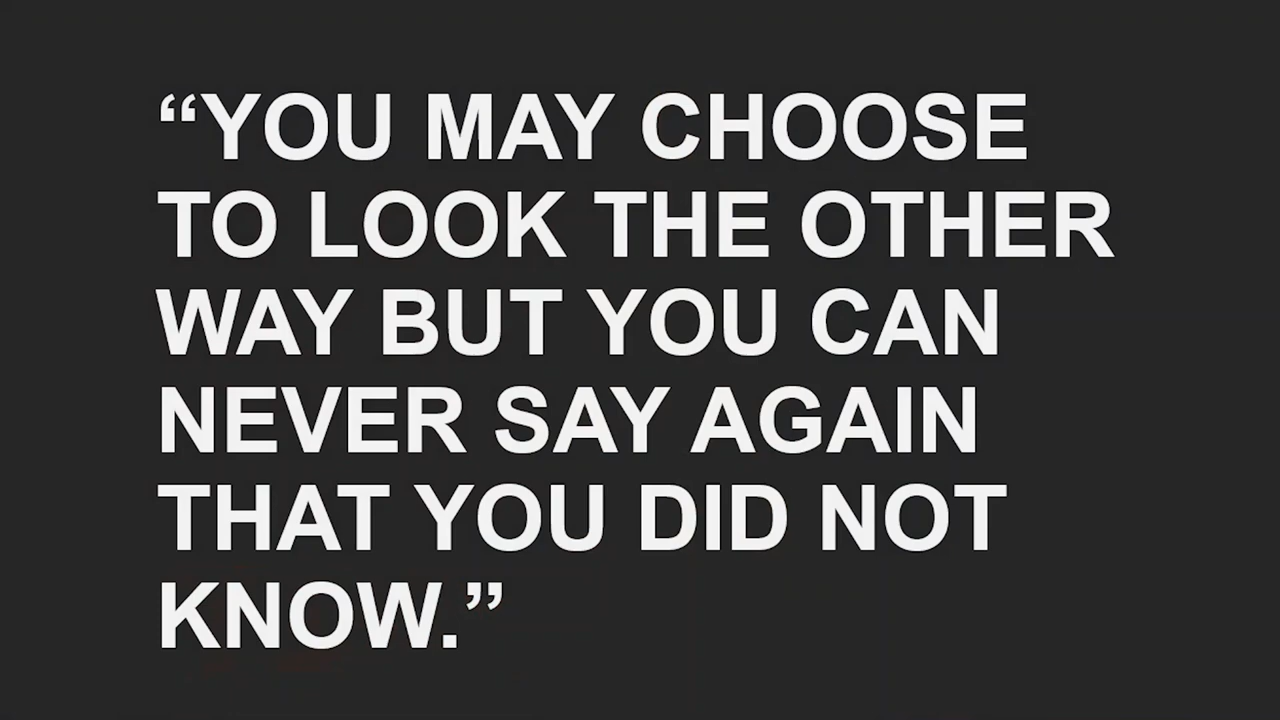 “YOU MAY CHOOSE
TO LOOK THE OTHER
WAY BUT YOU CAN
NEVER SAY AGAIN
THAT YOU DID NOT
KNOW.”